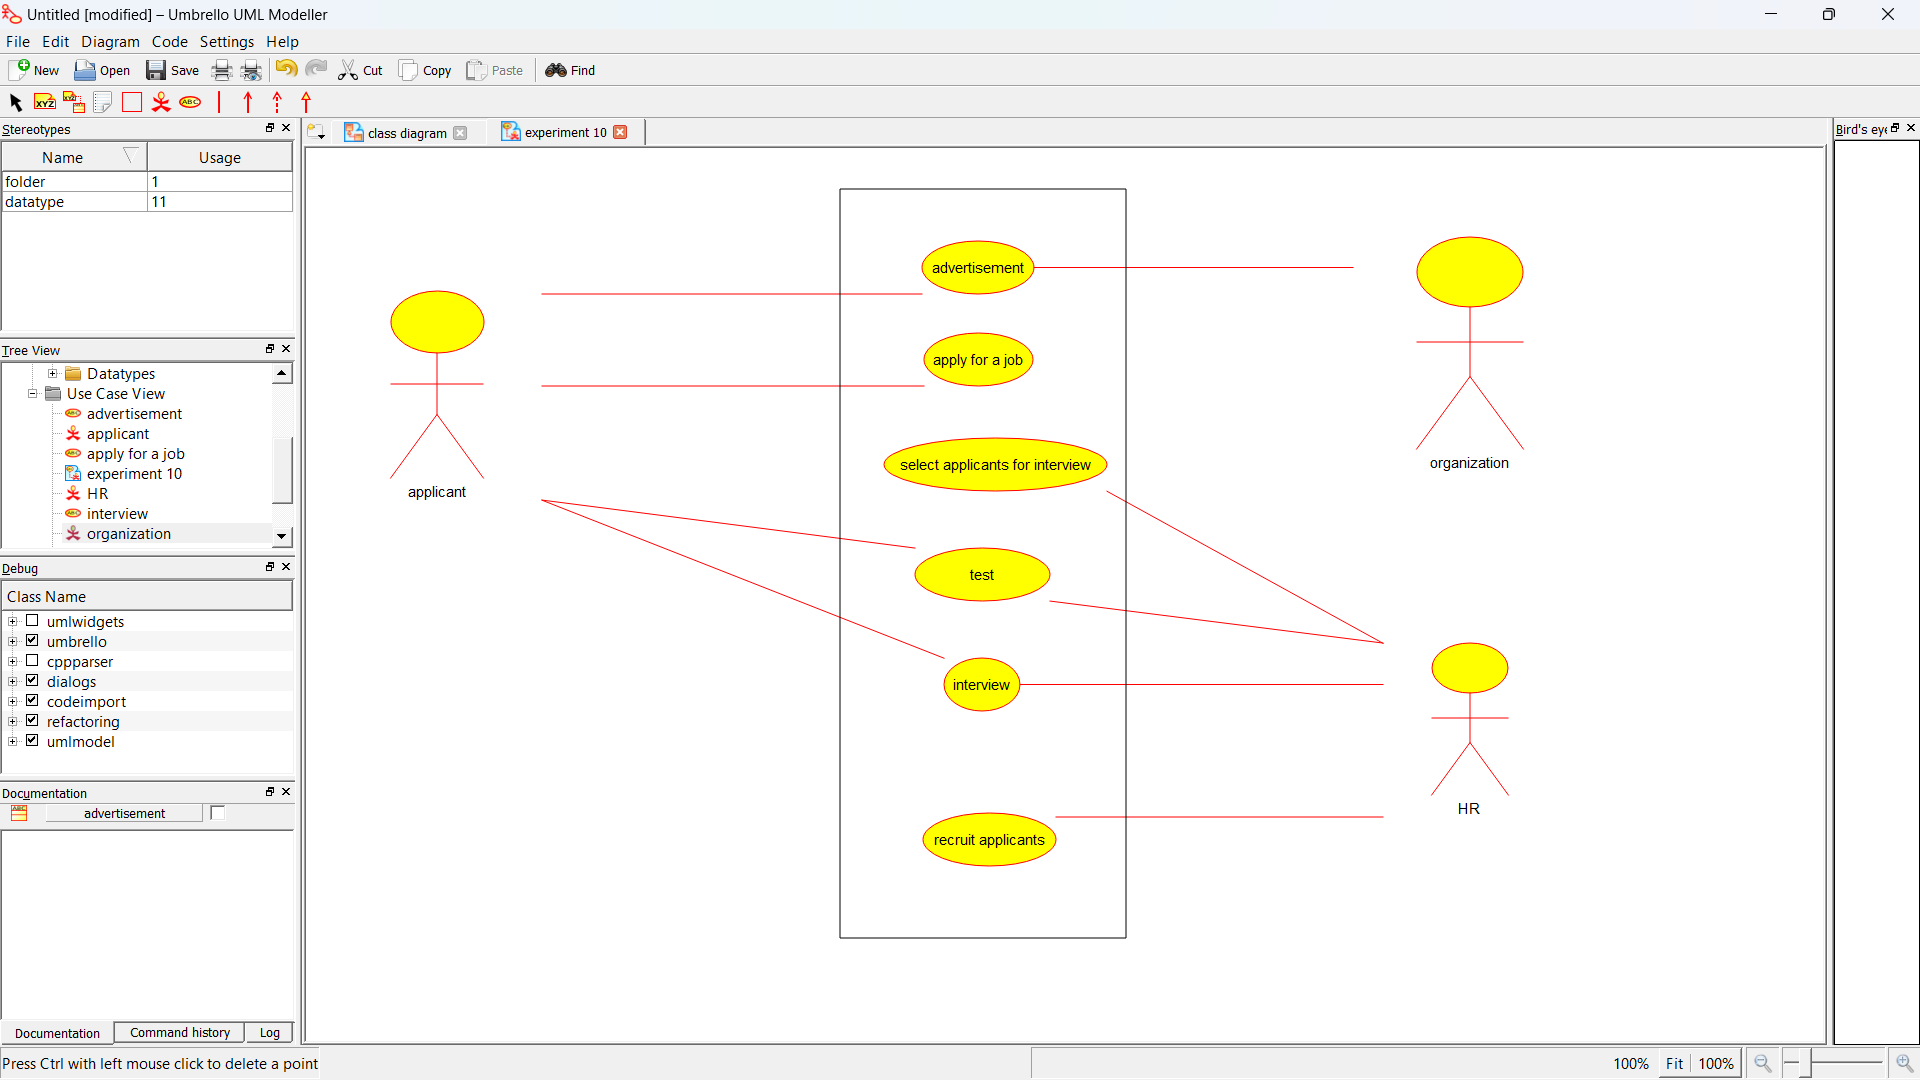 Untitled [modified] – Umbrello UML Modeller
File Edit Diagram Code Settings Help
New Open Save Cut Copy Paste Find
XYZ XYZ ABC
Stereotypes
Name Usage
folder 1
datatype 11
Tree View
Datatypes
Use Case View
advertisement
applicant
apply for a job
experiment 10
HR
interview
organization
Debug
Class Name
umlwidgets
umbrello
cppparser
dialogs
codeimport
refactoring
umlmodel
Documentation
advertisement
Documentation Command history Log
Press Ctrl with left mouse click to delete a point
class diagram experiment 10
advertisement
apply for a job
select applicants for interview
test
interview
recruit applicants
applicant
organization
HR
Bird's eye
100% Fit 100%